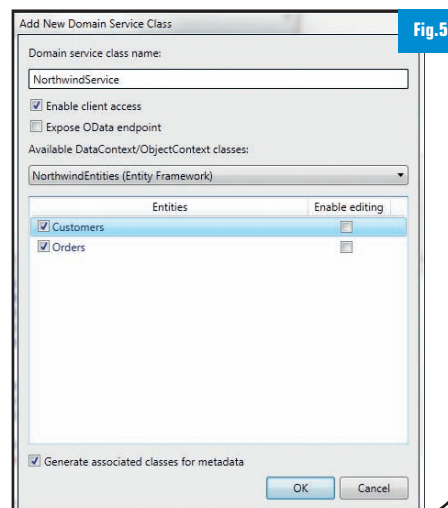 Add New Domain Service Class
Fig.5
Domain service class name:
NorthwindService
Enable client access
Expose OData endpoint
Available DataContext/ObjectContext classes:
NorthwindEntities (Entity Framework)
Entities Enable editing
Customers
Orders
Generate associated classes for metadata
OK Cancel